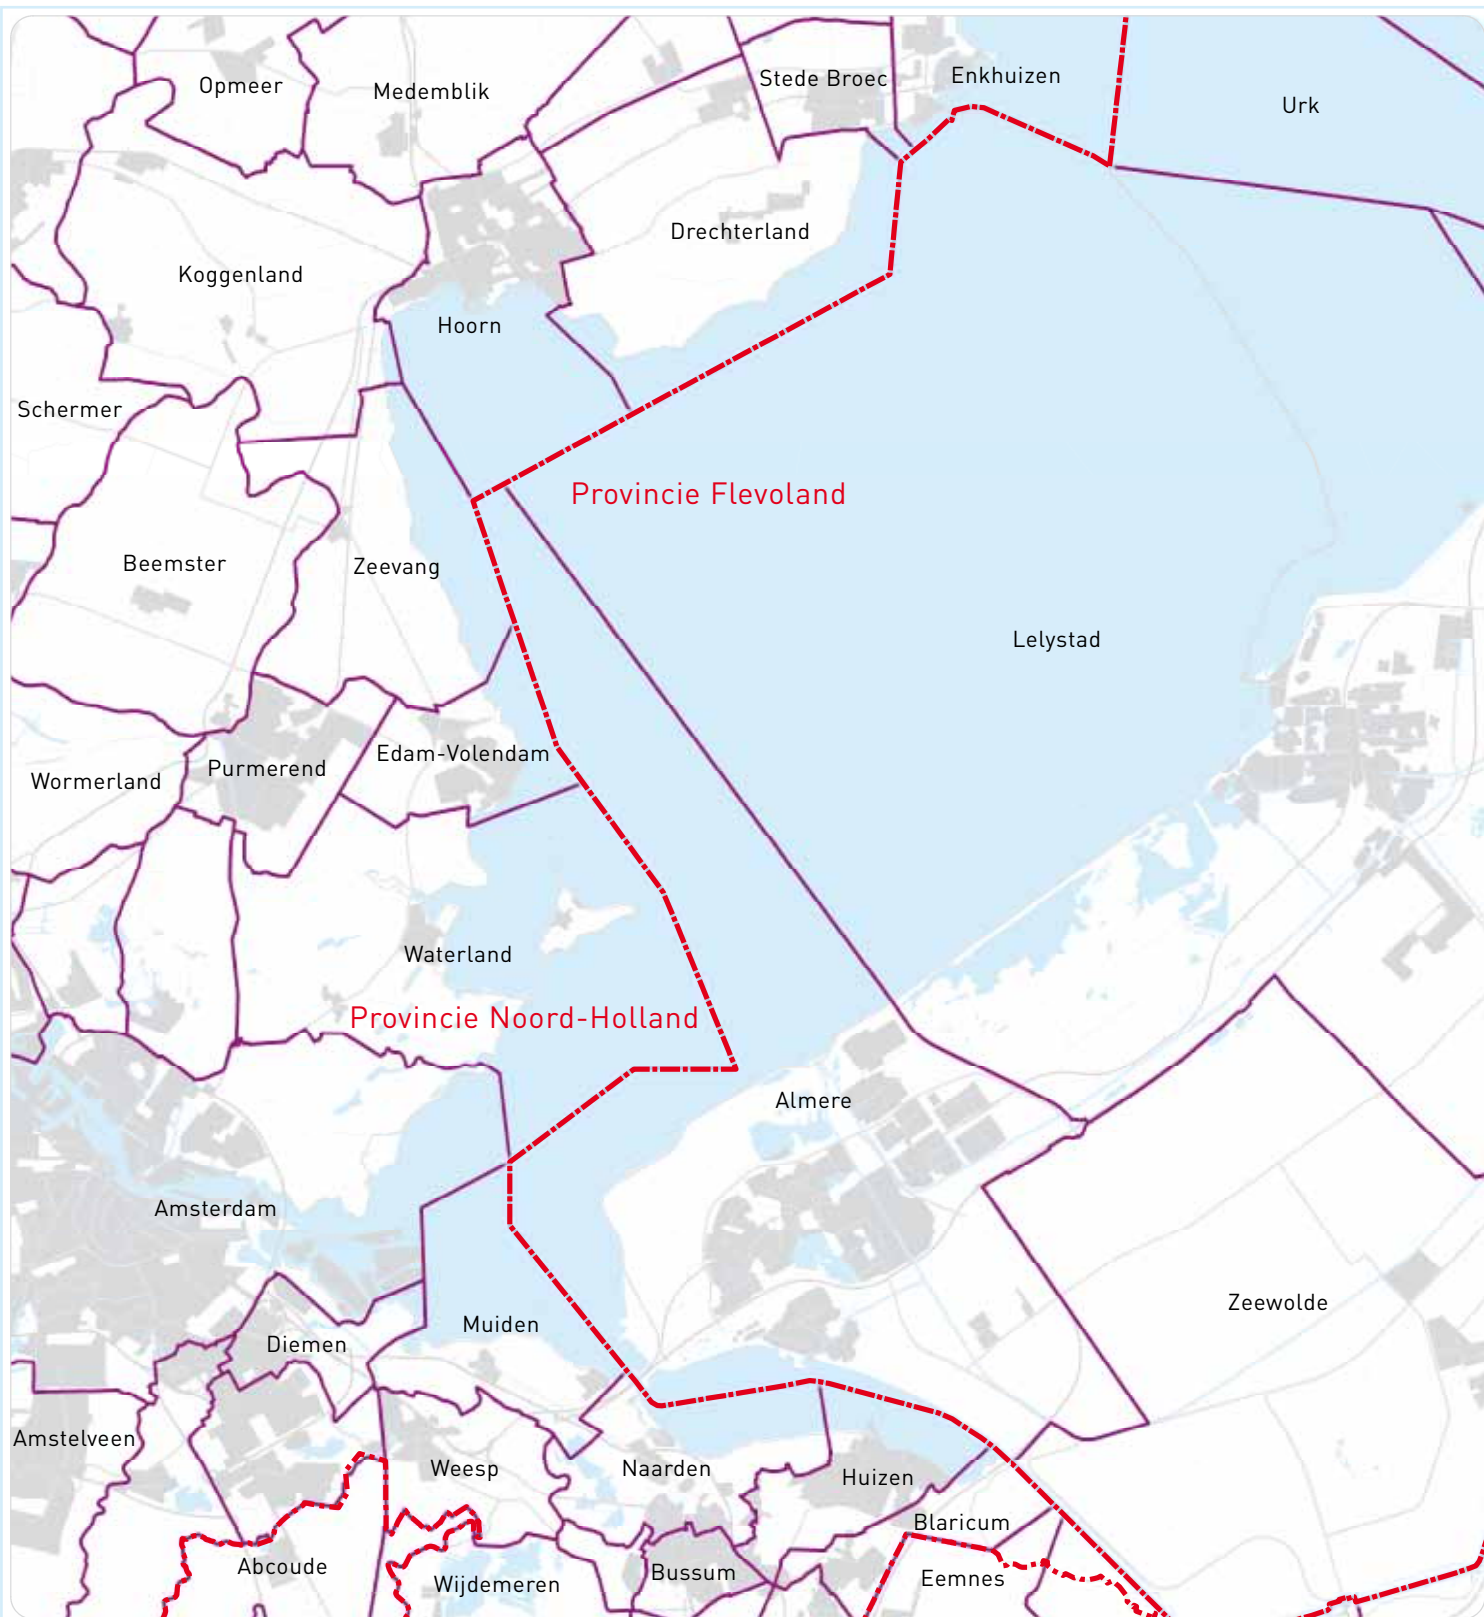 Opmeer
Medemblik
Stede Broec
Enkhuizen
Urk
Drechterland
Koggenland
Hoorn
Schermer
Provincie Flevoland
Beemster
Zeevang
Lelystad
Edam-Volendam
Purmerend
Wormerland
Waterland
Provincie Noord-Holland
Almere
Amsterdam
Zeewolde
Muiden
Diemen
Amstelveen
Weesp
Naarden
Huizen
Blaricum
Abcoude
Wijdemeren
Bussum
Eemnes